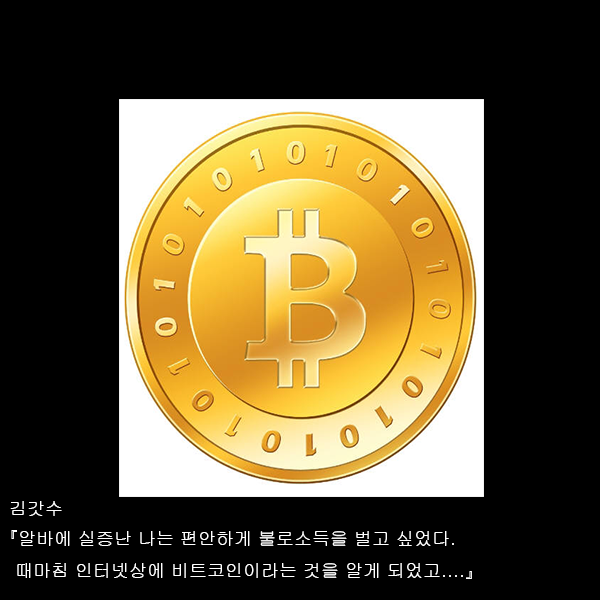 김갓수
『알바에 실증난 나는 편안하게 불로소득을 벌고 싶었다.
때마침 인터넷상에 비트코인이라는 것을 알게 되었고....』